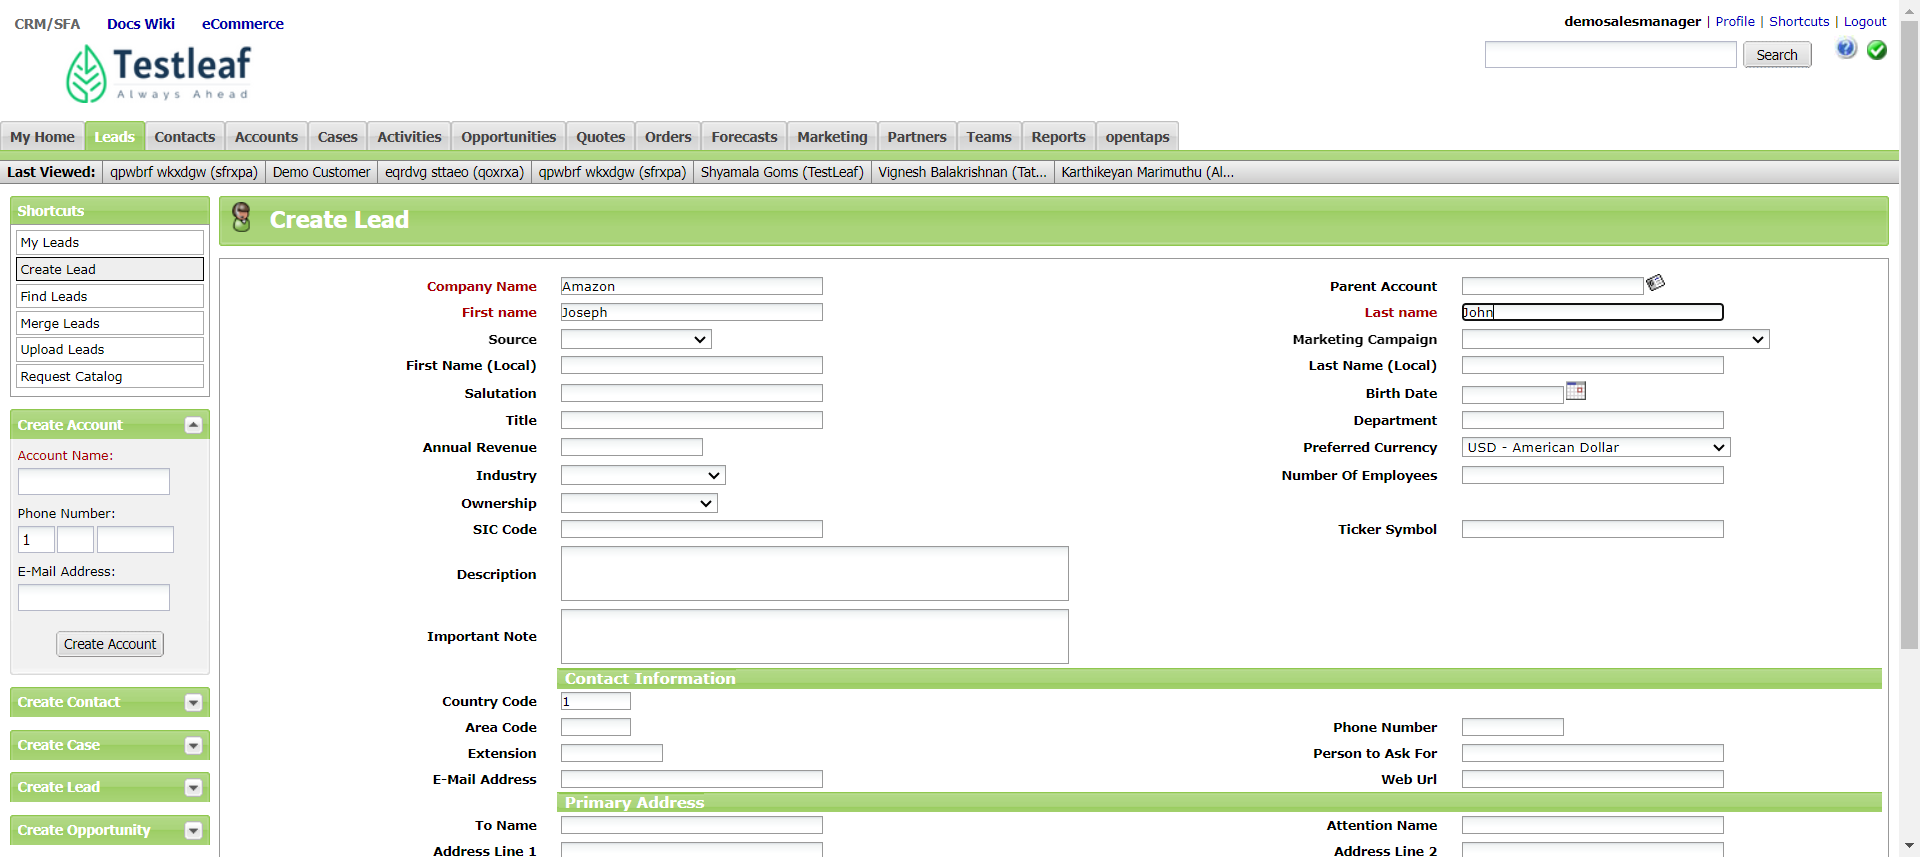 CRM/SFA Docs Wiki eCommerce
demosalesmanager | Profile | Shortcuts | Logout
Testleaf
Always Ahead
Search
My Home Leads Contacts Accounts Cases Activities Opportunities Quotes Orders Forecasts Marketing Partners Teams Reports opentaps
Last Viewed: qpwbrf wkxdgw (sfrxpa) Demo Customer eqrdvg sttaeo (qoxrxa) qpwbrf wkxdgw (sfrxpa) Shyamala Goms (TestLeaf) Vignesh Balakrishnan (Tat... Karthikeyan Marimuthu (Al...
Shortcuts
My Leads
Create Lead
Find Leads
Merge Leads
Upload Leads
Request Catalog
Create Account
Account Name:
Phone Number:
1
E-Mail Address:
Create Account
Create Contact
Create Case
Create Lead
Create Opportunity
Create Lead
Company Name Amazon Parent Account
First name Joseph Last name John
Source Marketing Campaign
First Name (Local) Last Name (Local)
Salutation Birth Date
Title Department
Annual Revenue Preferred Currency USD - American Dollar
Industry Number Of Employees
Ownership
SIC Code Ticker Symbol
Description
Important Note
Contact Information
Country Code 1
Area Code Phone Number
Extension Person to Ask For
E-Mail Address Web Url
Primary Address
To Name Attention Name
Address Line 1 Address Line 2